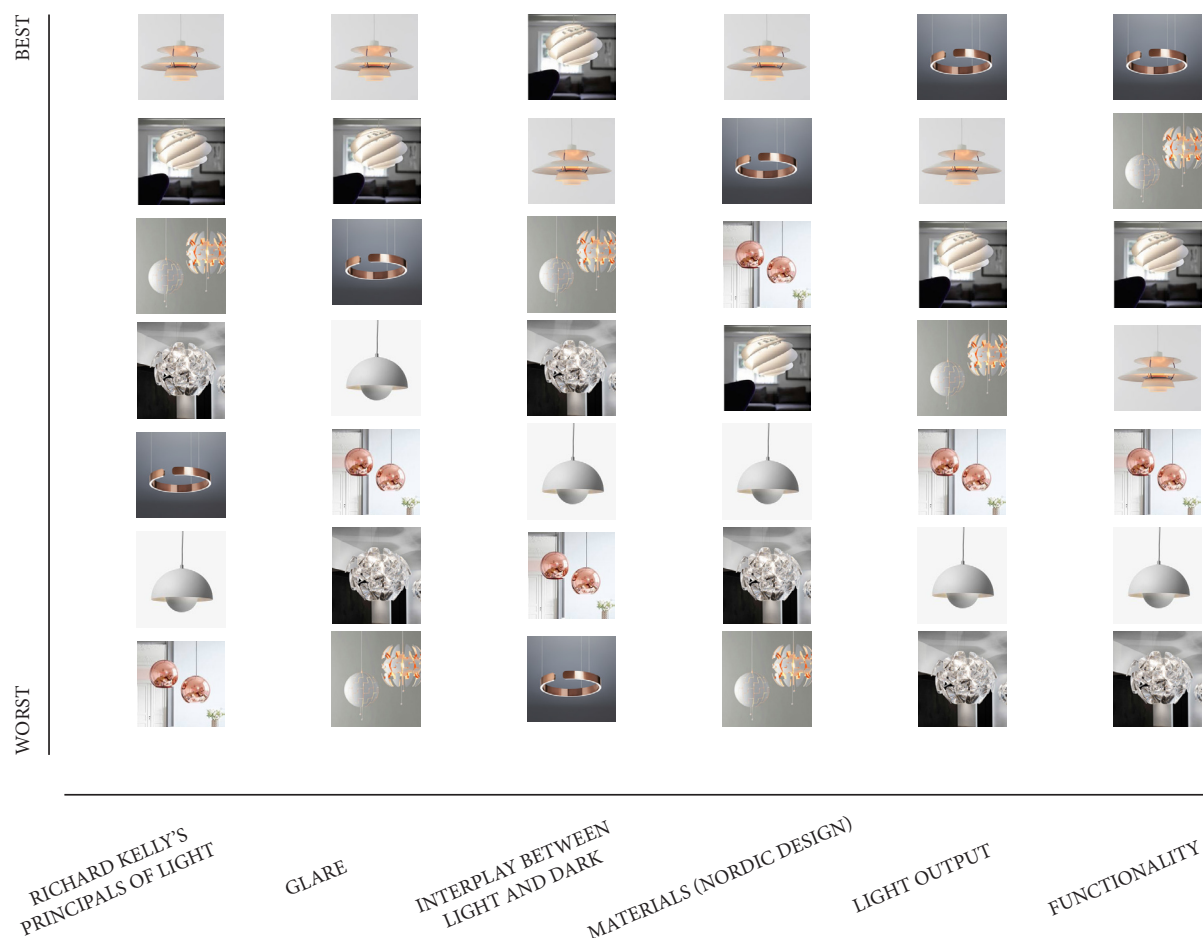 BEST
WORST
RICHARD KELLY'S
PRINCIPALS OF LIGHT
GLARE
INTERPLAY BETWEEN
LIGHT AND DARK
MATERIALS (NORDIC DESIGN)
LIGHT OUTPUT
FUNCTIONALITY